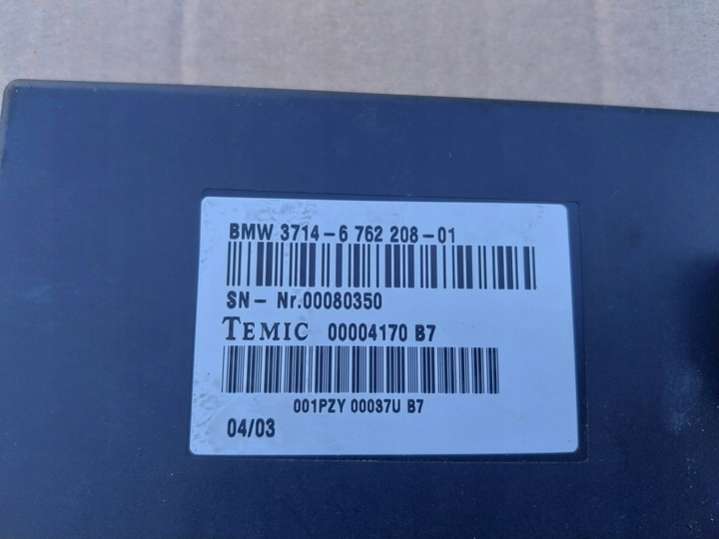 BMW 3714-6 762 208-01
SN- Nr.00080350
TEMIC 00004170 B7
001PZY 00037U B7
04/03